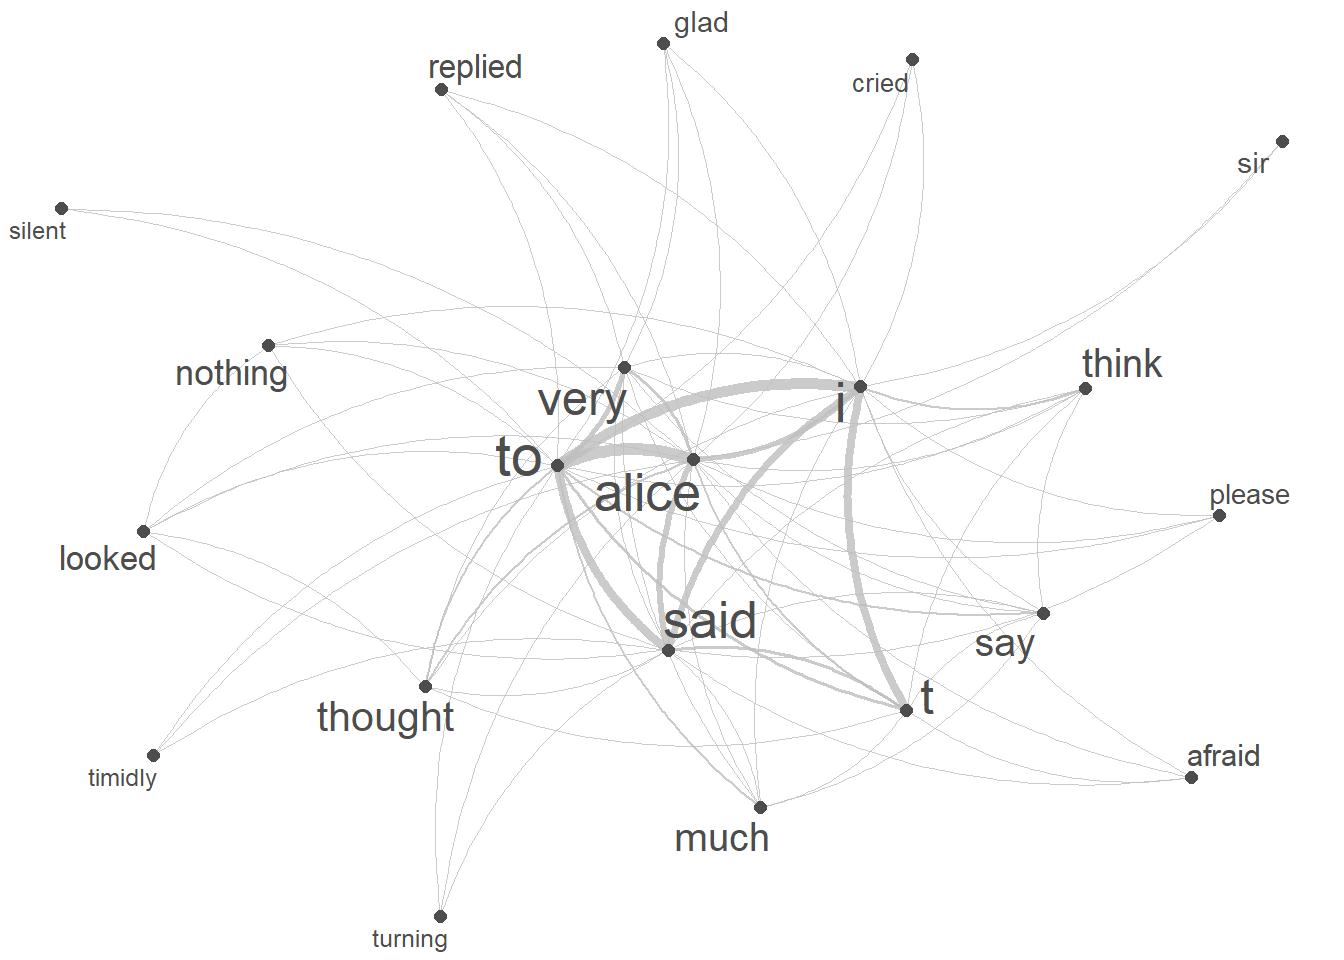 glad
replied
cried
sir
silent
nothing
think
very
i
to
alice
please
looked
said
say
t
thought
afraid
timidly
much
turning